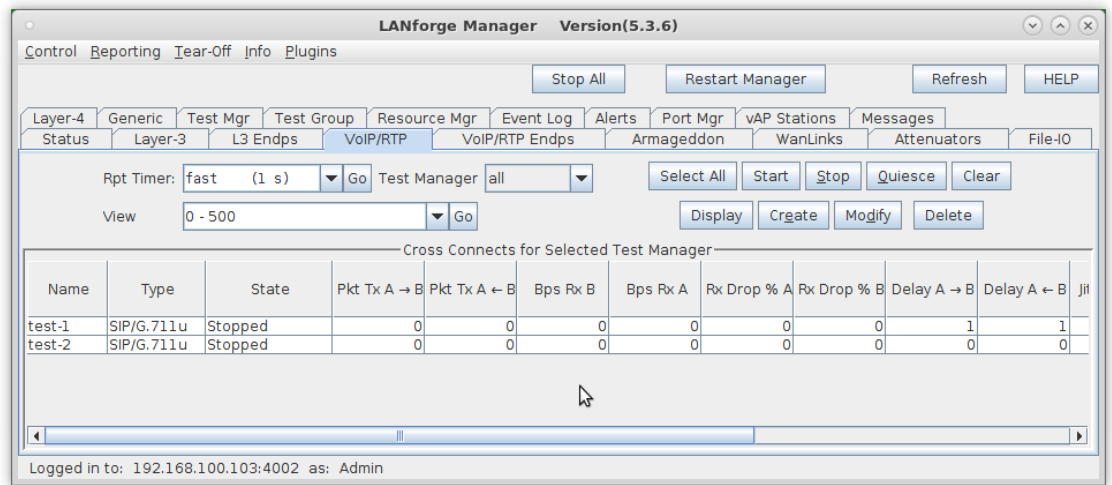 LANforge Manager Version(5.3.6)
Control Reporting Tear-Off Info Plugins
Stop All Restart Manager Refresh HELP
Layer-4 Generic Test Mgr Test Group Resource Mgr Event Log Alerts Port Mgr vAP Stations Messages
Status Layer-3 L3 Endps VoIP/RTP VoIP/RTP Endps Armageddon WanLinks Attenuators File-IO
Rpt Timer: fast (1 s) Go Test Manager all Select All Start Stop Quiesce Clear
View 0 - 500 Go Display Create Modify Delete
Cross Connects for Selected Test Manager
Name Type State Pkt Tx A → B Pkt Tx A ← B Bps Rx B Bps Rx A Rx Drop % A Rx Drop % B Delay A → B Delay A ← B Jit
test-1 SIP/G.711u Stopped 0 0 0 0 0 0 1 1
test-2 SIP/G.711u Stopped 0 0 0 0 0 0 0 0
Logged in to: 192.168.100.103:4002 as: Admin